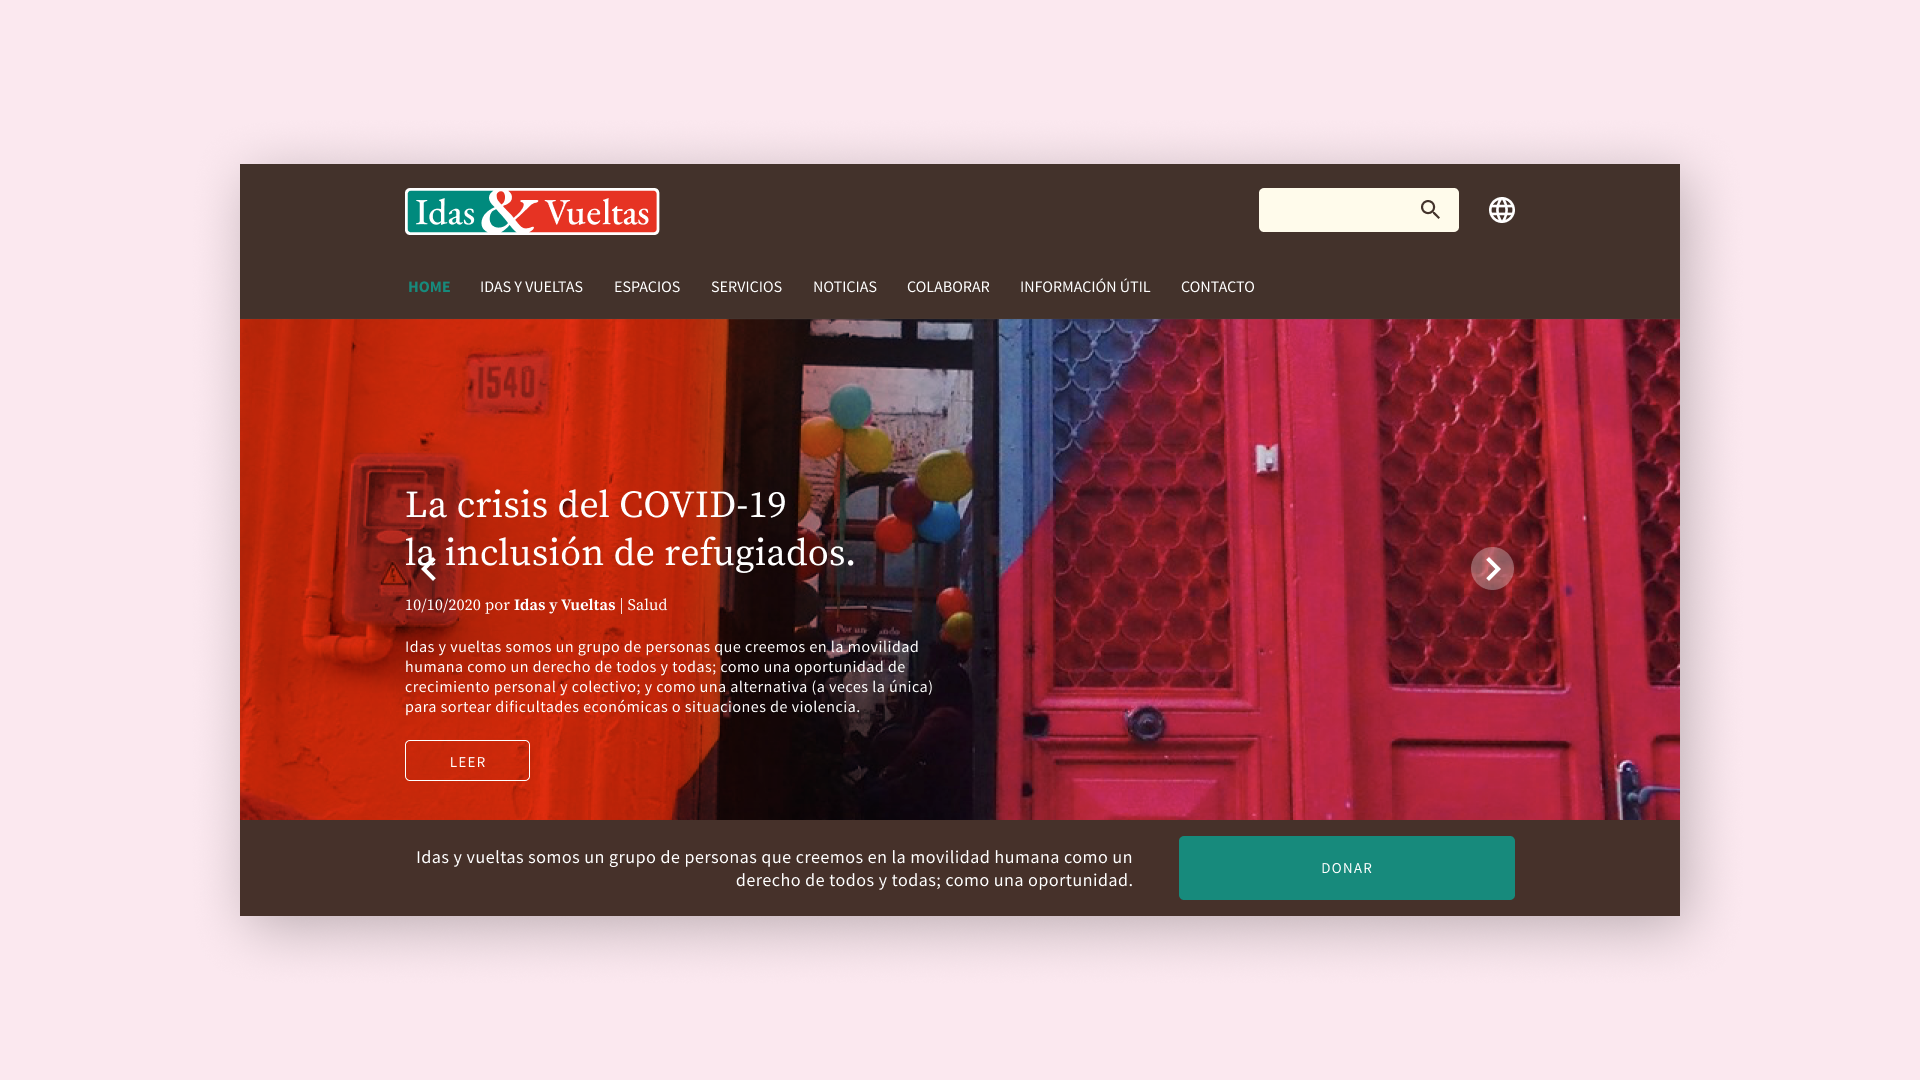 Idas & Vueltas
HOME IDAS Y VUELTAS ESPACIOS SERVICIOS NOTICIAS COLABORAR INFORMACIÓN ÚTIL CONTACTO
1540
La crisis del COVID-19
la inclusión de refugiados.
10/10/2020 por Idas y Vueltas | Salud
Por un
Idas y vueltas somos un grupo de personas que creemos en la movilidad
humana como un derecho de todos y todas; como una oportunidad de
crecimiento personal y colectivo; y como una alternativa (a veces la única)
para sortear dificultades económicas o situaciones de violencia.
LEER
Idas y vueltas somos un grupo de personas que creemos en la movilidad humana como un
derecho de todos y todas; como una oportunidad.
DONAR